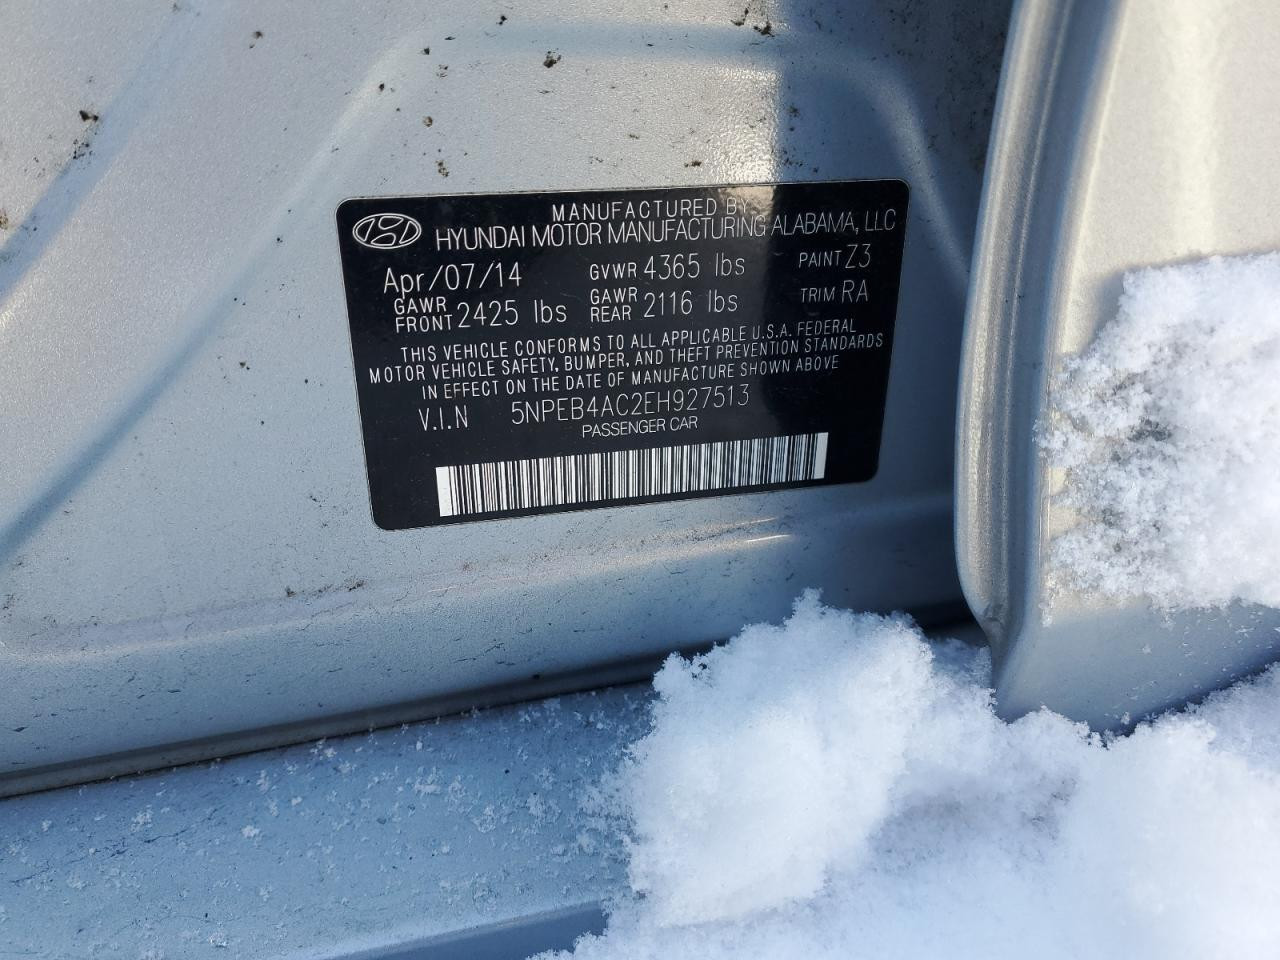 MANUFACTURED BY
HYUNDAI MOTOR MANUFACTURING ALABAMA, LLC
Apr/07/14 GVWR 4365 lbs PAINT Z3
GAWR FRONT 2425 lbs GAWR REAR 2116 lbs TRIM RA
THIS VEHICLE CONFORMS TO ALL APPLICABLE U.S.A. FEDERAL
MOTOR VEHICLE SAFETY, BUMPER, AND THEFT PREVENTION STANDARDS
IN EFFECT ON THE DATE OF MANUFACTURE SHOWN ABOVE
V.I.N 5NPEB4AC2EH927513
PASSENGER CAR